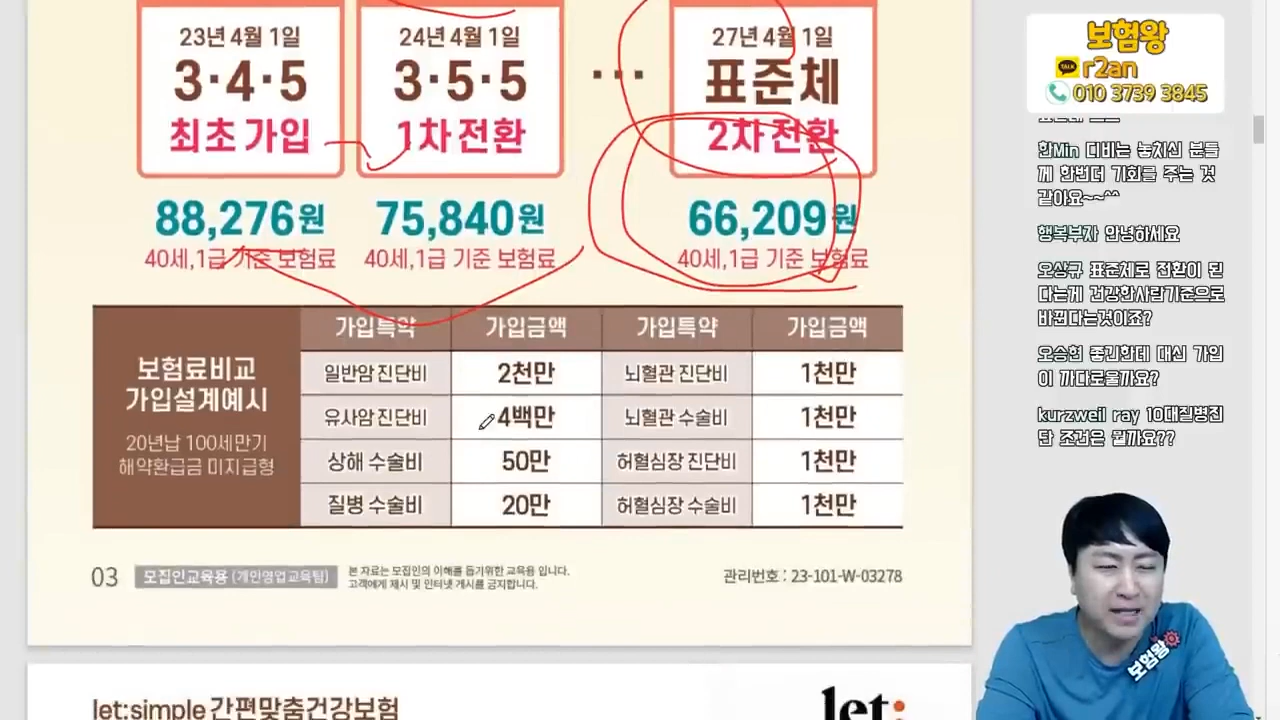 23년 4월 1일
3·4·5
최초 가입
24년 4월 1일
3·5·5
1차 전환
...
27년 4월 1일
표준체
2차 전환
88,276원
40세,1급 기준 보험료
75,840원
40세,1급 기준 보험료
66,209원
40세,1급 기준 보험료
보험료비교
가입설계예시
20년납 100세만기
해약환급금 미지급형
가입특약 가입금액 가입특약 가입금액
일반암 진단비 2천만 뇌혈관 진단비 1천만
유사암 진단비 4백만 뇌혈관 수술비 1천만
상해 수술비 50만 허혈심장 진단비 1천만
질병 수술비 20만 허혈심장 수술비 1천만
03 모집인교육용 (개인영업교육팀)
본 자료는 모집인의 이해를 돕기위한 교육용 입니다.
고객에게 제시 및 인터넷 게시를 금지합니다.
관리번호 : 23-101-W-03278
let:simple 간편맞춤건강보험
let:
보험왕
TALK r2an
010 3739 3845
한Min 디비는 놓치신 분들
께 한번더 기회를 주는 것
같아요~~^^
행복부자 안녕하세요
오상규 표준체로 전환이 된
다는게 건강한사람기준으로
바뀐다는것이죠?
오승현 좋긴한데 대신 가입
이 까다로울까요?
kurzweil ray 10대질병진
단 조건은 뭘까요??
보험왕